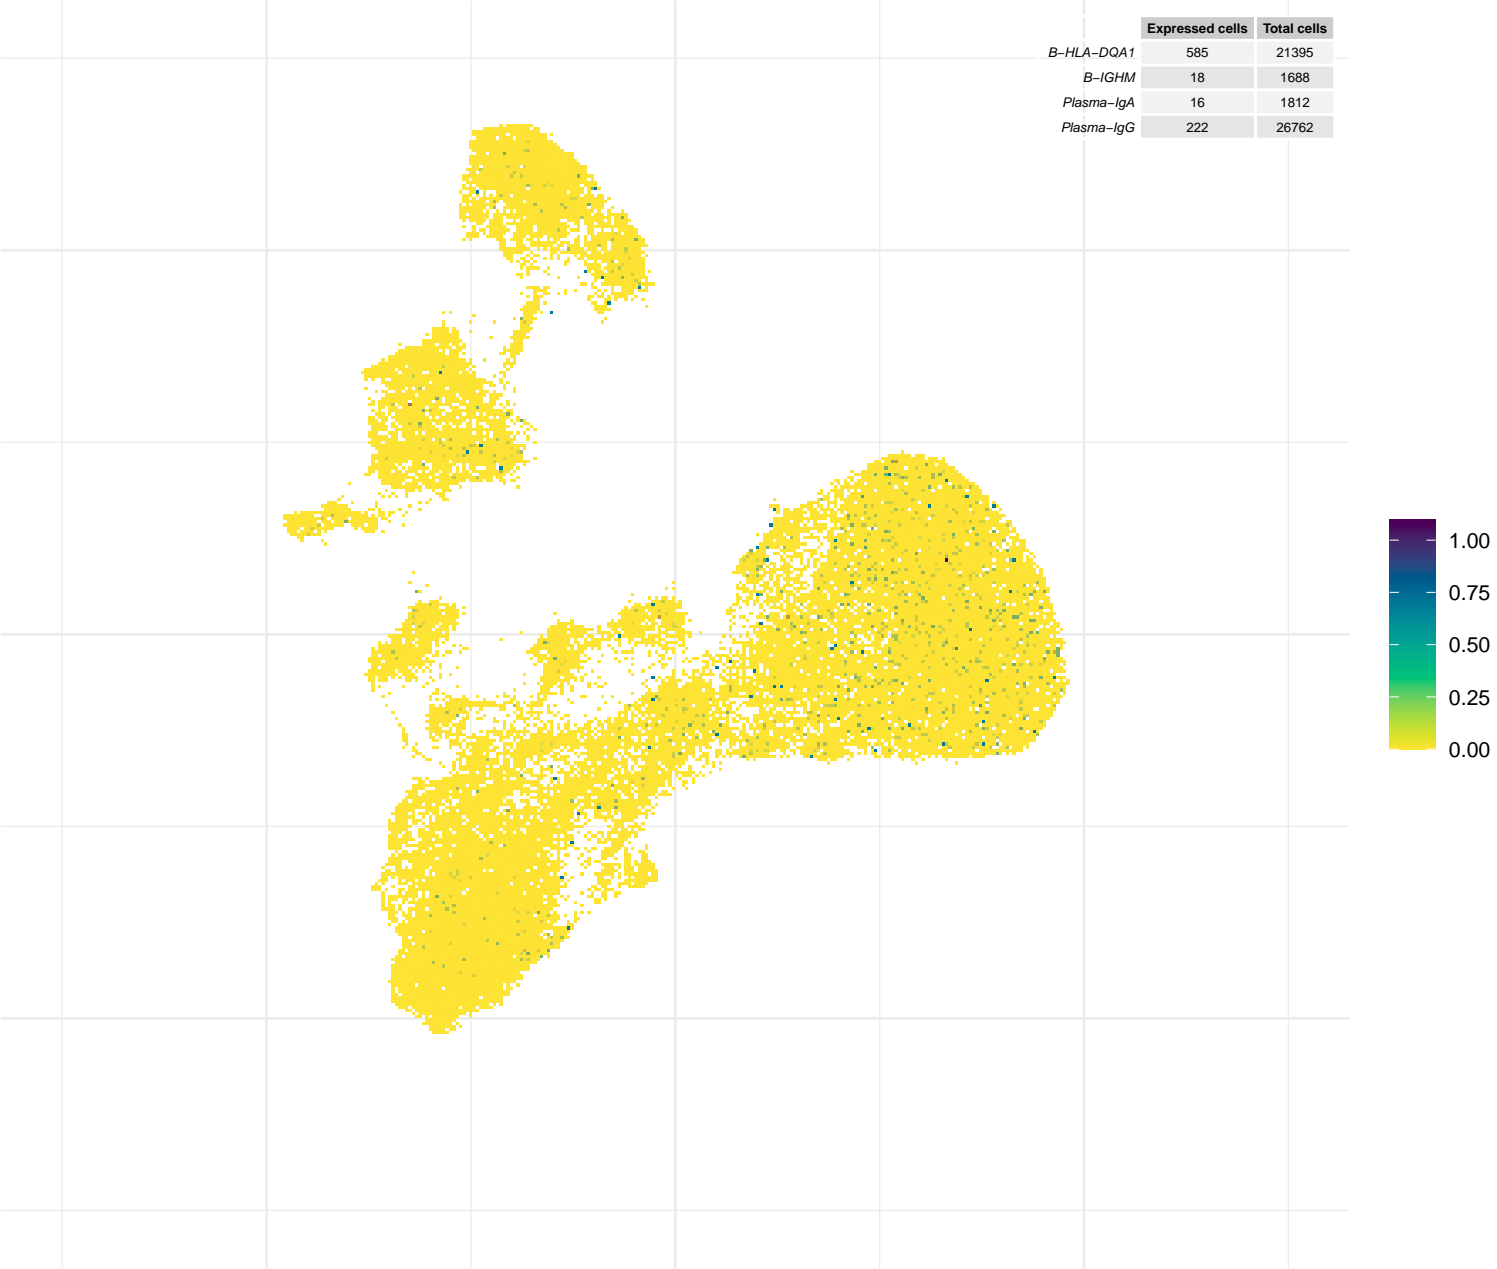 Expressed cells Total cells
B−HLA−DQA1 585 21395
B−IGHM 18 1688
Plasma−IgA 16 1812
Plasma−IgG 222 26762
1.00
0.75
0.50
0.25
0.00